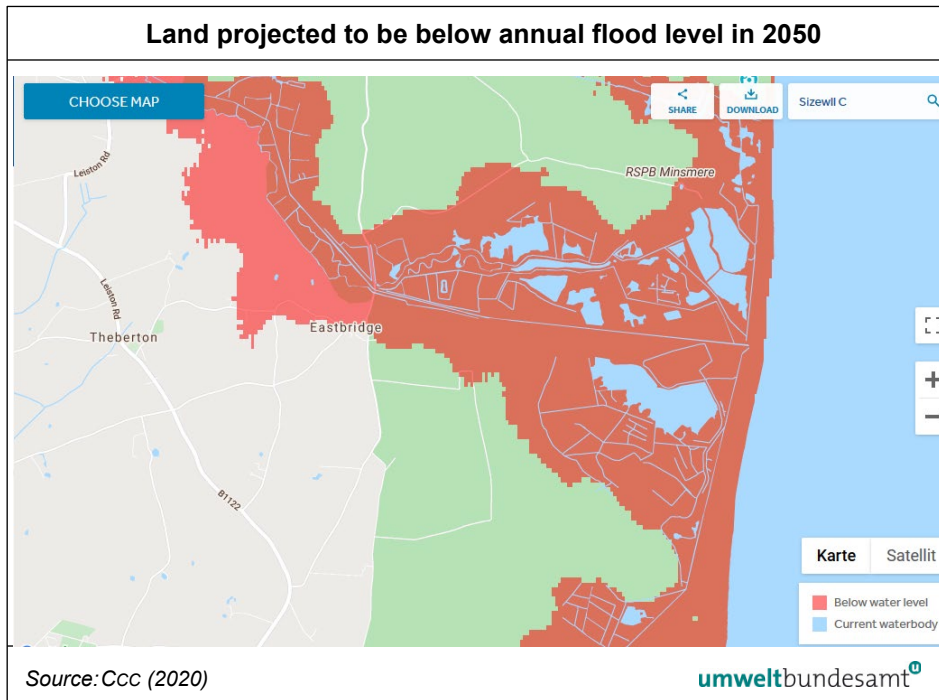 Land projected to be below annual flood level in 2050
CHOOSE MAP
SHARE
DOWNLOAD
Sizewll C
Leiston Rd
RSPB Minsmere
Leiston Rd
Theberton
Eastbridge
B1122
Karte
Satellit
Below water level
Current waterbody
Source: CCC (2020)
umweltbundesamt